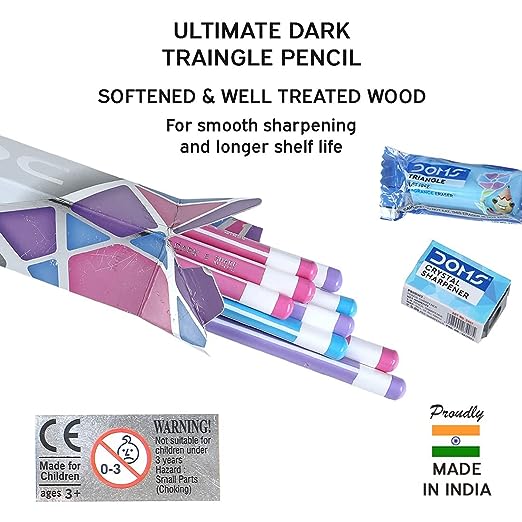 ULTIMATE DARK
TRAINGLE PENCIL
SOFTENED & WELL TREATED WOOD
For smooth sharpening
and longer shelf life
DOMS
TRIANGLE
FRAGRANCE ERASER
DOMS
CRYSTAL
SHARPENER
CE
Made for
Children
ages 3+
0-3
WARNING!
Not suitable for
children under
3 years
Hazard :
Small Parts
(Choking)
Proudly
MADE
IN INDIA